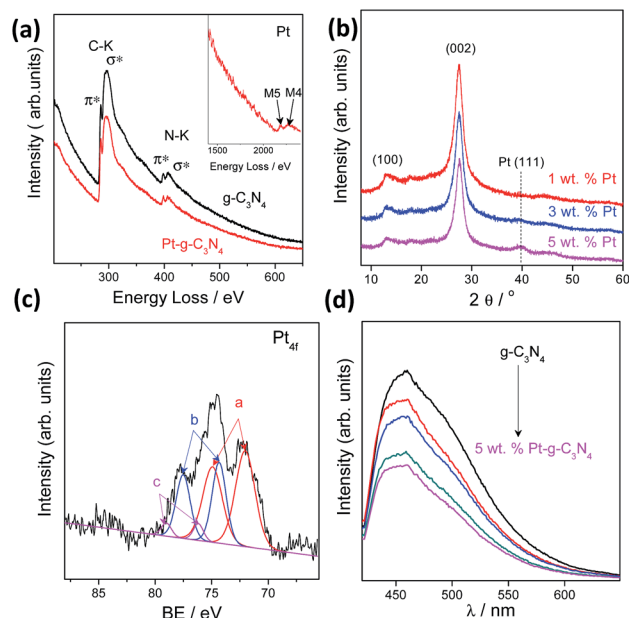 (a)
Intensity ( arb.units)
C-K
σ*
π*
N-K
π*
σ*
g-C₃N₄
Pt-g-C₃N₄
Pt
M5
M4
1500
2000
Energy Loss / eV
300
400
500
600
Energy Loss / eV
(b)
Intensity (arb.units)
(002)
(100)
Pt (111)
1 wt. % Pt
3 wt. % Pt
5 wt. % Pt
10
20
30
40
50
60
2 θ / °
(c)
Intensity (arb. units)
Pt₄f
a
b
c
85
80
75
70
BE / eV
(d)
Intensity (arb. units)
g-C₃N₄
5 wt. % Pt-g-C₃N₄
450
500
550
600
λ / nm